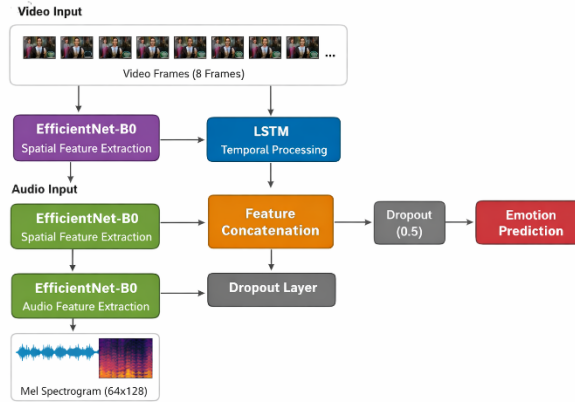 Video Input
...
Video Frames (8 Frames)
EfficientNet-B0
Spatial Feature Extraction
LSTM
Temporal Processing
Audio Input
EfficientNet-B0
Spatial Feature Extraction
Feature
Concatenation
Dropout
(0.5)
Emotion
Prediction
EfficientNet-B0
Audio Feature Extraction
Dropout Layer
Mel Spectrogram (64x128)